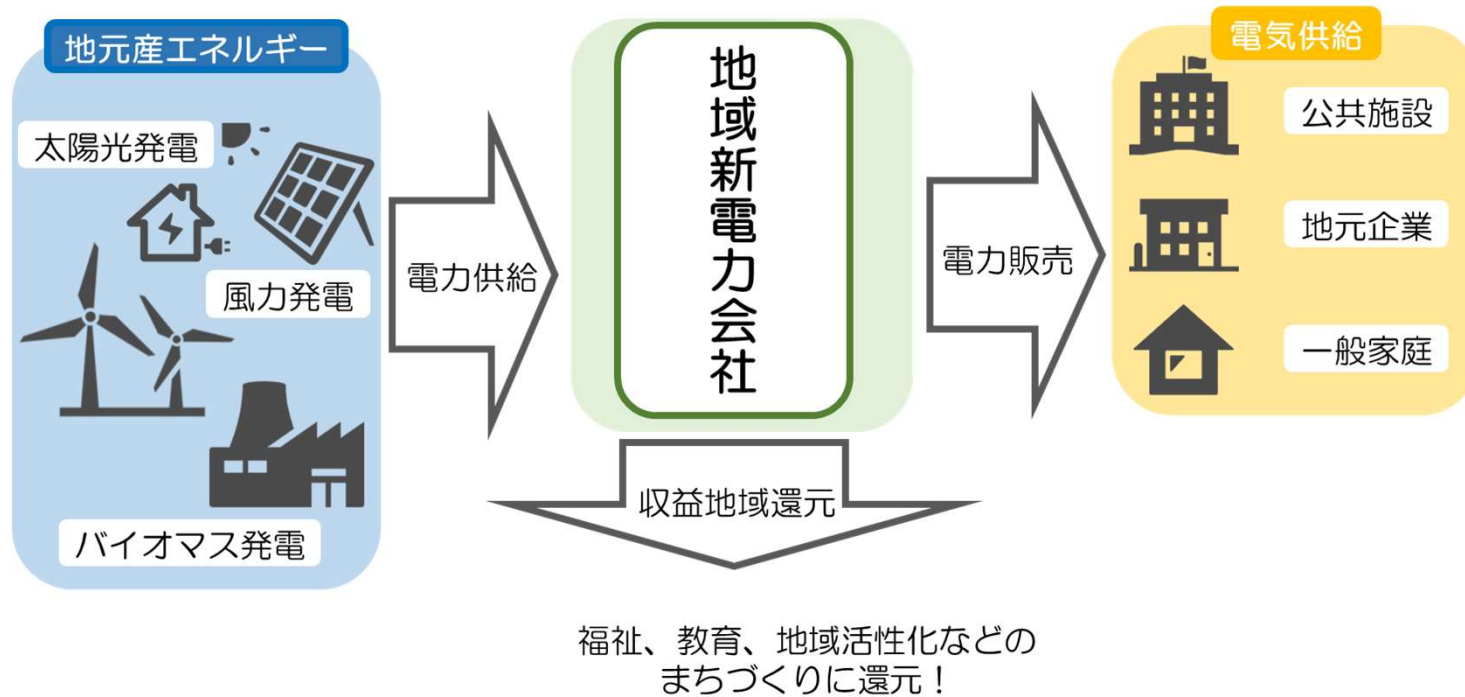 地元産エネルギー
太陽光発電
風力発電
バイオマス発電
電力供給
地域新電力会社
電力販売
電気供給
公共施設
地元企業
一般家庭
収益地域還元
福祉、教育、地域活性化などの
まちづくりに還元！